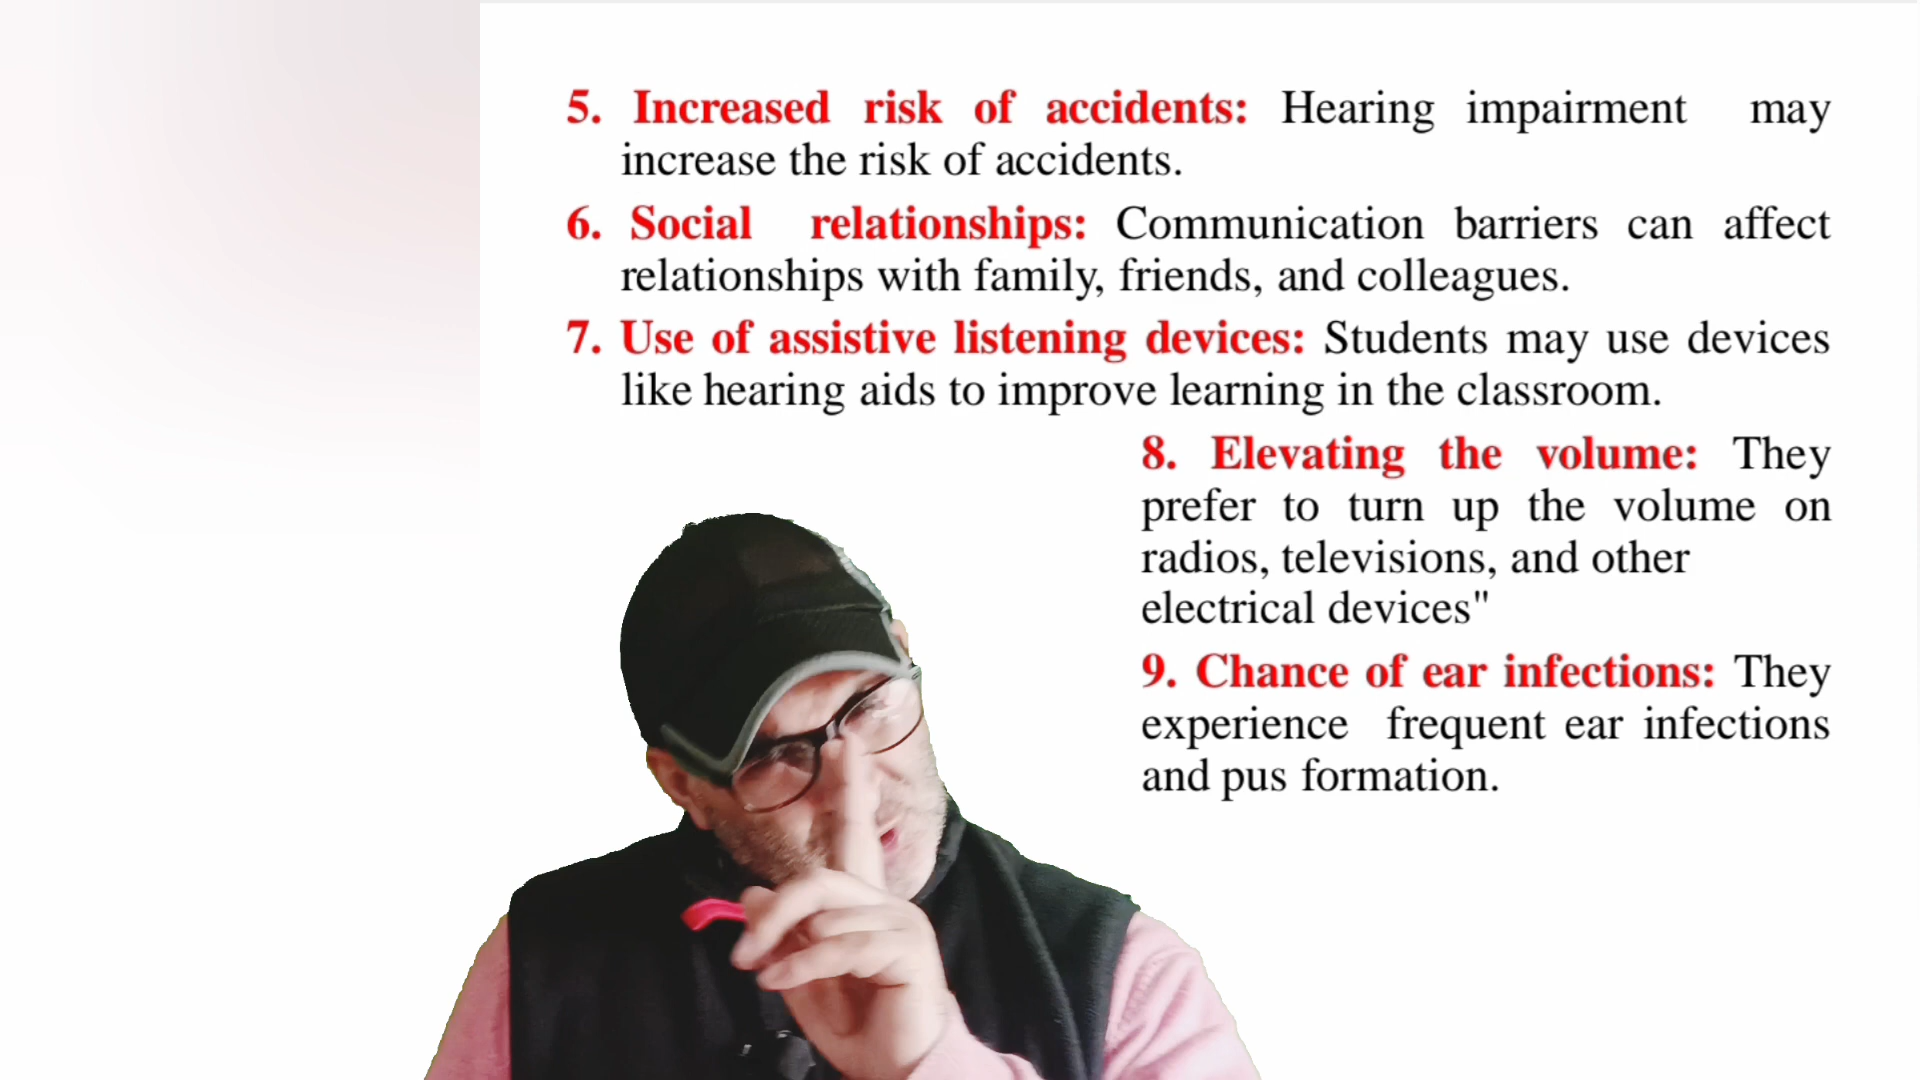 5. Increased risk of accidents: Hearing impairment may
increase the risk of accidents.
6. Social relationships: Communication barriers can affect
relationships with family, friends, and colleagues.
7. Use of assistive listening devices: Students may use devices
like hearing aids to improve learning in the classroom.
8. Elevating the volume: They
prefer to turn up the volume on
radios, televisions, and other
electrical devices"
9. Chance of ear infections: They
experience frequent ear infections
and pus formation.